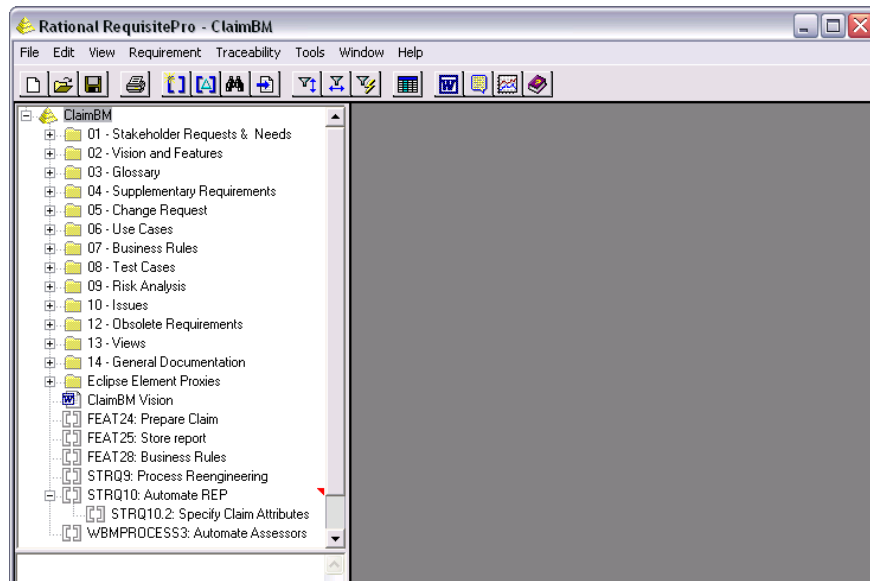 Rational RequisitePro - ClaimBM
File Edit View Requirement Traceability Tools Window Help
ClaimBM
01 - Stakeholder Requests & Needs
02 - Vision and Features
03 - Glossary
04 - Supplementary Requirements
05 - Change Request
06 - Use Cases
07 - Business Rules
08 - Test Cases
09 - Risk Analysis
10 - Issues
12 - Obsolete Requirements
13 - Views
14 - General Documentation
Eclipse Element Proxies
ClaimBM Vision
FEAT24: Prepare Claim
FEAT25: Store report
FEAT28: Business Rules
STRQ9: Process Reengineering
STRQ10: Automate REP
STRQ10.2: Specify Claim Attributes
WBMPROCESS3: Automate Assessors